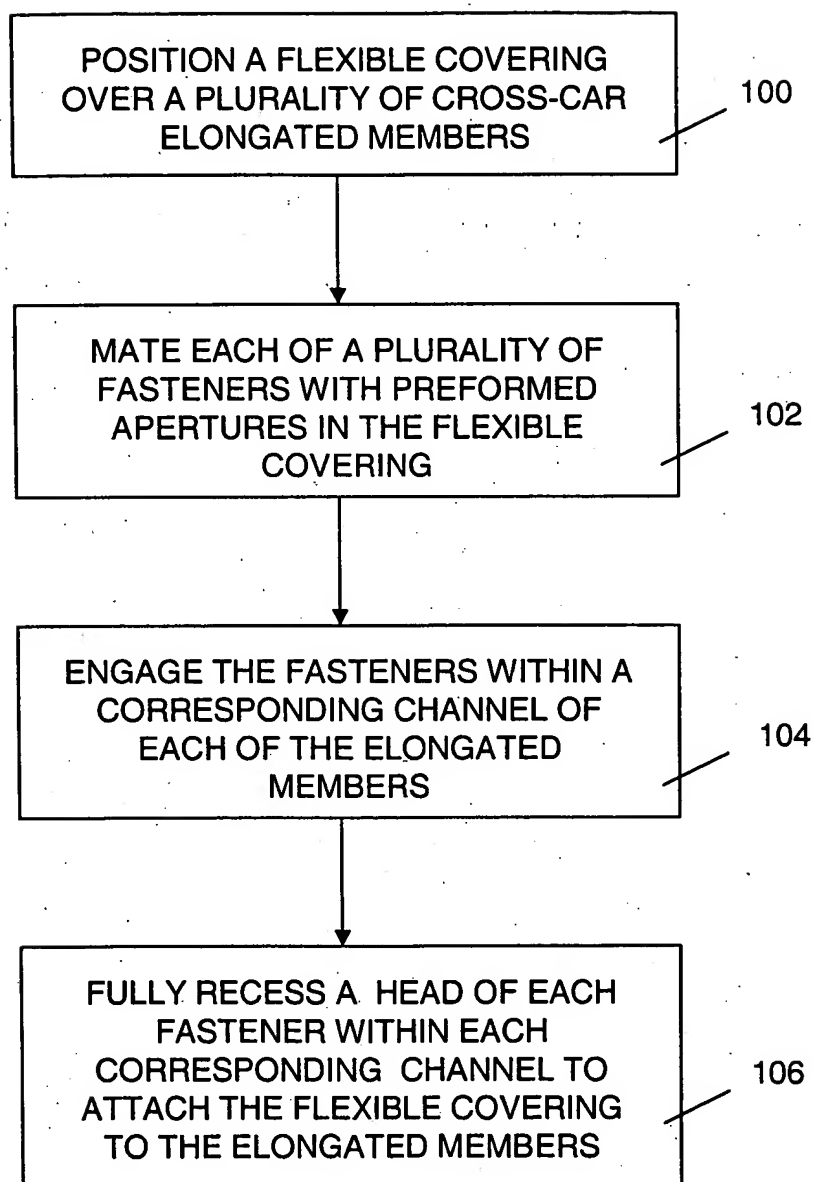 POSITION A FLEXIBLE COVERING
OVER A PLURALITY OF CROSS-CAR
ELONGATED MEMBERS
100
MATE EACH OF A PLURALITY OF
FASTENERS WITH PREFORMED
APERTURES IN THE FLEXIBLE
COVERING
102
ENGAGE THE FASTENERS WITHIN A
CORRESPONDING CHANNEL OF
EACH OF THE ELONGATED
MEMBERS
104
FULLY RECESS A HEAD OF EACH
FASTENER WITHIN EACH
CORRESPONDING CHANNEL TO
ATTACH THE FLEXIBLE COVERING
TO THE ELONGATED MEMBERS
106